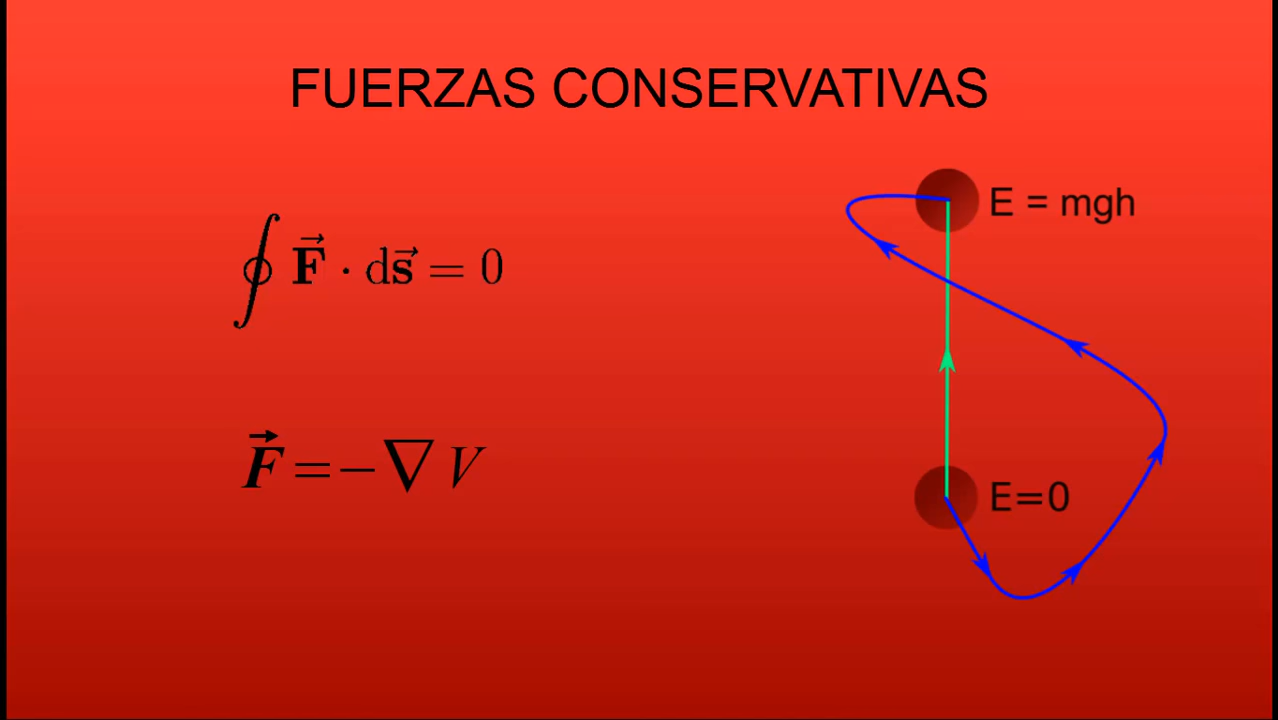 FUERZAS CONSERVATIVAS
∮ F⃗ · ds⃗ = 0
F⃗ = −∇ V
E = mgh
E=0